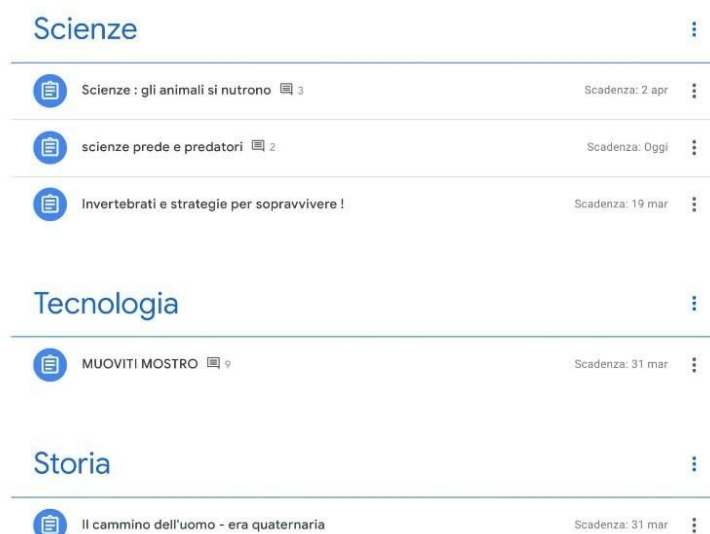 Scienze
Scienze : gli animali si nutrono 3 Scadenza: 2 apr
scienze prede e predatori 2 Scadenza: Oggi
Invertebrati e strategie per sopravvivere ! Scadenza: 19 mar
Tecnologia
MUOVITI MOSTRO 9 Scadenza: 31 mar
Storia
Il cammino dell'uomo - era quaternaria Scadenza: 31 mar